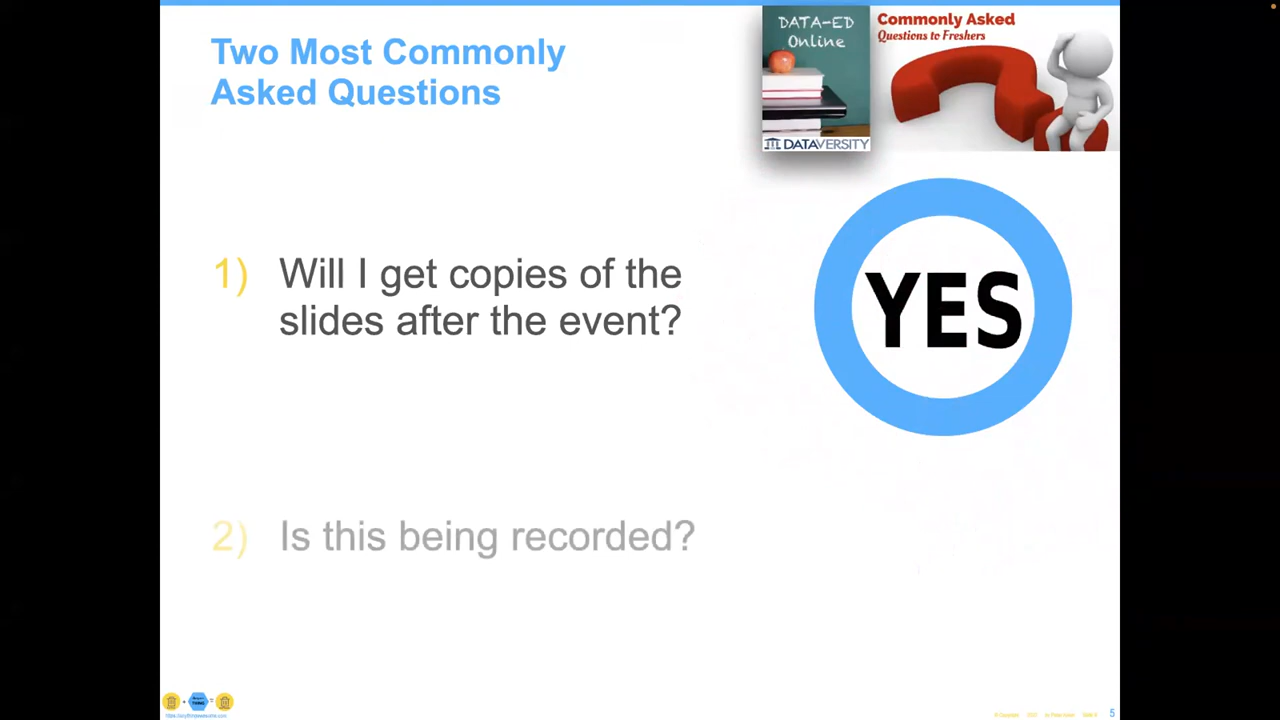 Two Most Commonly
Asked Questions
DATA-ED
Online
DATAVERSITY
Commonly Asked
Questions to Freshers
1) Will I get copies of the
slides after the event?
YES
2) Is this being recorded?
5